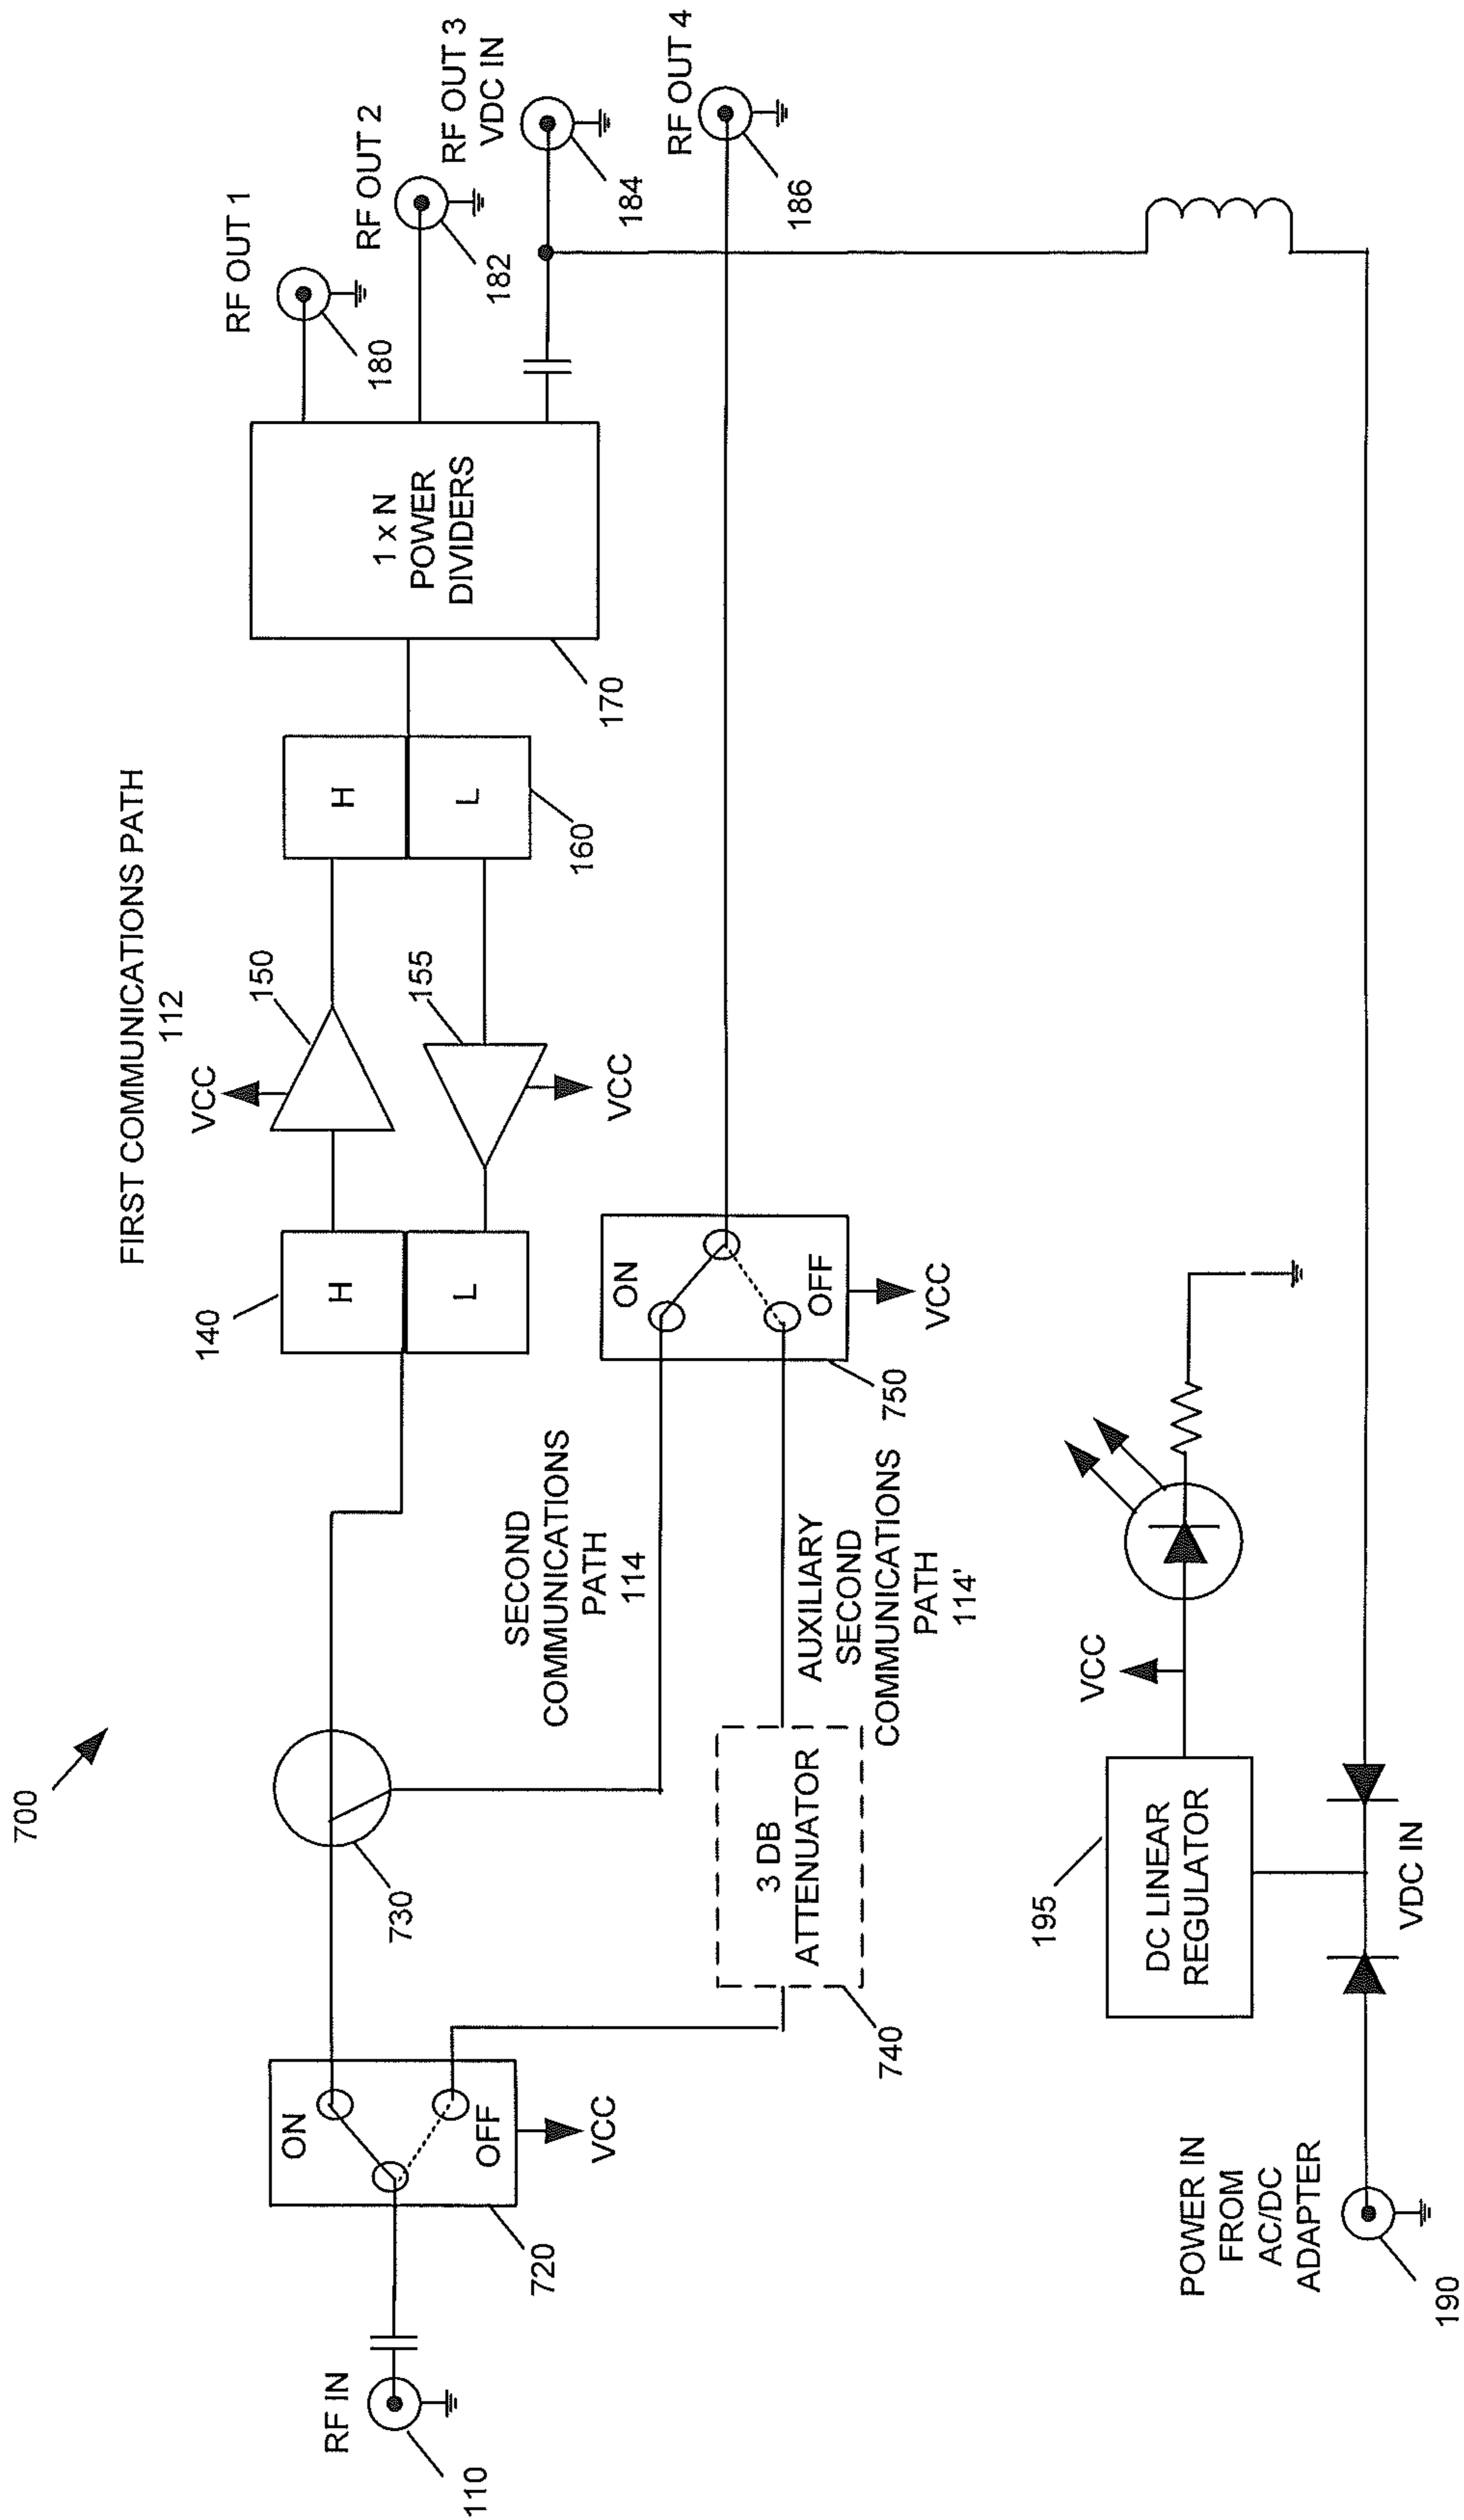 700
FIRST COMMUNICATIONS PATH
112
RF IN
110
ON
OFF
VCC
720
730
SECOND
COMMUNICATIONS
PATH
114
3 DB
ATTENUATOR
740
AUXILIARY
SECOND
COMMUNICATIONS
PATH
114'
140
H
L
VCC
150
155
VCC
ON
OFF
VCC
750
H
L
160
1 x N
POWER
DIVIDERS
170
RF OUT 1
180
RF OUT 2
182
RF OUT 3
VDC IN
184
RF OUT 4
186
POWER IN
FROM
AC/DC
ADAPTER
190
195
DC LINEAR
REGULATOR
VCC
VDC IN